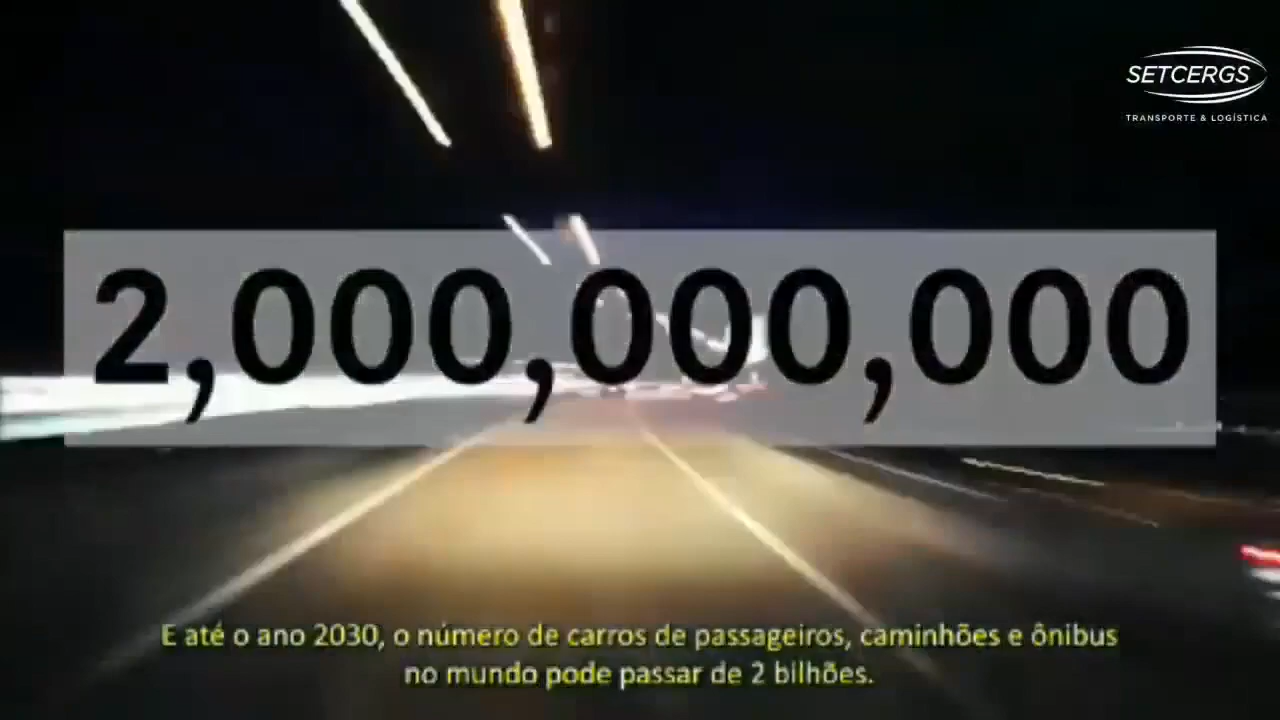 SETCERGS
TRANSPORTE & LOGÍSTICA
2,000,000,000
E até o ano 2030, o número de carros de passageiros, caminhões e ônibus
no mundo pode passar de 2 bilhões.